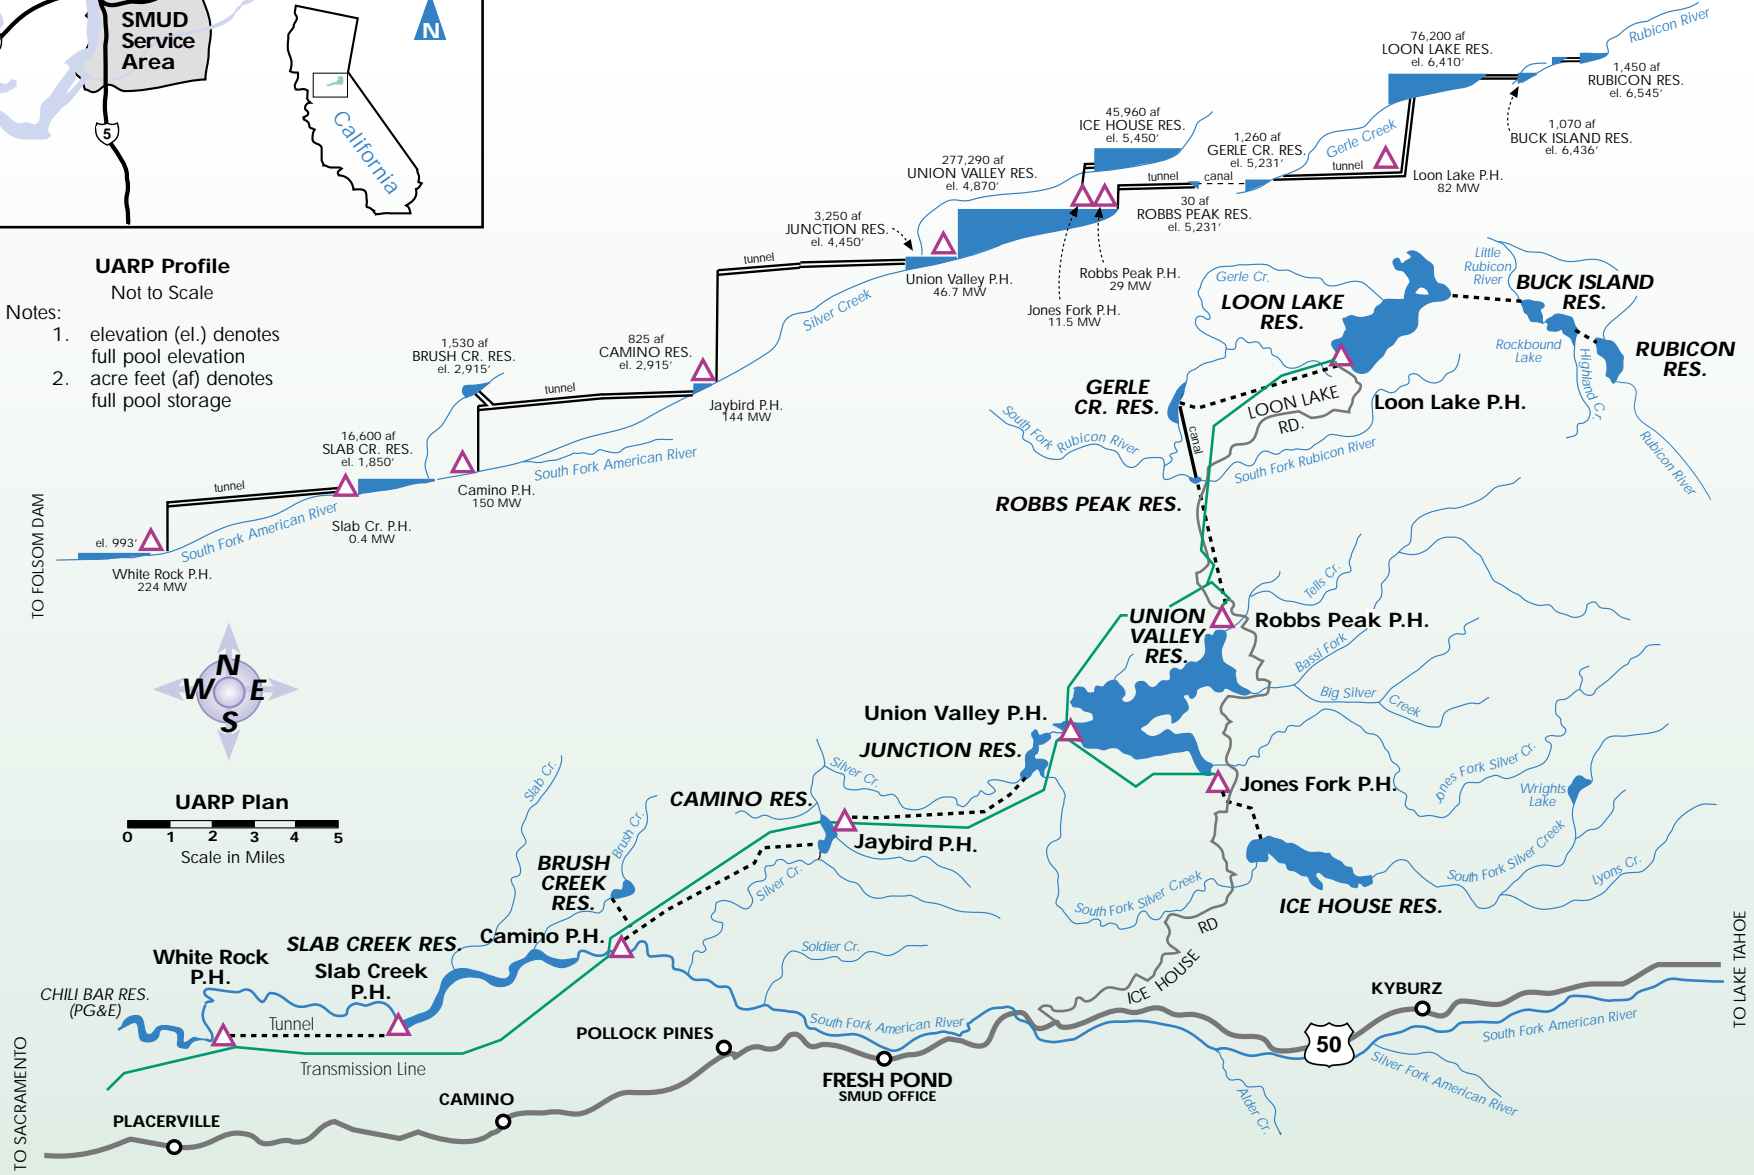 SMUD
Service
Area
5
California
N
UARP Profile
Not to Scale
Notes:
1. elevation (el.) denotes
full pool elevation
2. acre feet (af) denotes
full pool storage
Rubicon River
1,450 af
RUBICON RES.
el. 6,545'
76,200 af
LOON LAKE RES.
el. 6,410'
1,070 af
BUCK ISLAND RES.
el. 6,436'
Gerle Creek
tunnel
Loon Lake P.H.
82 MW
1,260 af
GERLE CR. RES.
el. 5,231'
45,960 af
ICE HOUSE RES.
el. 5,450'
tunnel
canal
30 af
ROBBS PEAK RES.
el. 5,231'
277,290 af
UNION VALLEY RES.
el. 4,870'
3,250 af
JUNCTION RES.
el. 4,450'
Union Valley P.H.
46.7 MW
Robbs Peak P.H.
29 MW
Jones Fork P.H.
11.5 MW
tunnel
Silver Creek
825 af
CAMINO RES.
el. 2,915'
Jaybird P.H.
144 MW
1,530 af
BRUSH CR. RES.
el. 2,915'
tunnel
South Fork American River
Camino P.H.
150 MW
16,600 af
SLAB CR. RES.
el. 1,850'
tunnel
Slab Cr. P.H.
0.4 MW
South Fork American River
el. 993'
White Rock P.H.
224 MW
TO FOLSOM DAM
N
W
E
S
UARP Plan
0 1 2 3 4 5
Scale in Miles
Gerle Cr.
LOON LAKE
RES.
Little
Rubicon
River
BUCK ISLAND
RES.
Rockbound
Lake
Highland Cr.
RUBICON
RES.
Rubicon River
GERLE
CR. RES.
LOON LAKE
RD.
Loon Lake P.H.
canal
South Fork Rubicon River
South Fork Rubicon River
ROBBS PEAK RES.
Tells Cr.
UNION
VALLEY
RES.
Robbs Peak P.H.
Bassi Fork
Big Silver
Creek
Union Valley P.H.
JUNCTION RES.
Jones Fork Silver Cr.
Jones Fork P.H.
Wrights
Lake
Silver Cr.
CAMINO RES.
Jaybird P.H.
Slab Cr.
Brush Cr.
BRUSH
CREEK
RES.
Silver Cr.
South Fork Silver Creek
South Fork Silver Creek
Lyons Cr.
ICE HOUSE RES.
ICE HOUSE
RD
Camino P.H.
SLAB CREEK RES.
Slab Creek
P.H.
White Rock
P.H.
CHILI BAR RES.
(PG&E)
Tunnel
Transmission Line
Soldier Cr.
South Fork American River
KYBURZ
50
South Fork American River
Silver Fork American River
Alder Cr.
POLLOCK PINES
FRESH POND
SMUD OFFICE
CAMINO
PLACERVILLE
TO SACRAMENTO
TO LAKE TAHOE